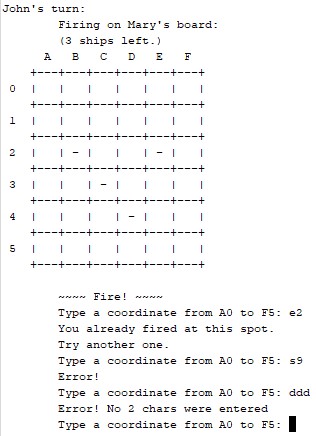 John's turn:
Firing on Mary's board:
(3 ships left.)
A B C D E F
+---+---+---+---+---+---+
0 | | | | | | |
+---+---+---+---+---+---+
1 | | | | | | |
+---+---+---+---+---+---+
2 | | - | | | - | |
+---+---+---+---+---+---+
3 | | | - | | | |
+---+---+---+---+---+---+
4 | | | | - | | |
+---+---+---+---+---+---+
5 | | | | | | |
+---+---+---+---+---+---+
~~~~ Fire! ~~~~
Type a coordinate from A0 to F5: e2
You already fired at this spot.
Try another one.
Type a coordinate from A0 to F5: s9
Error!
Type a coordinate from A0 to F5: ddd
Error! No 2 chars were entered
Type a coordinate from A0 to F5: